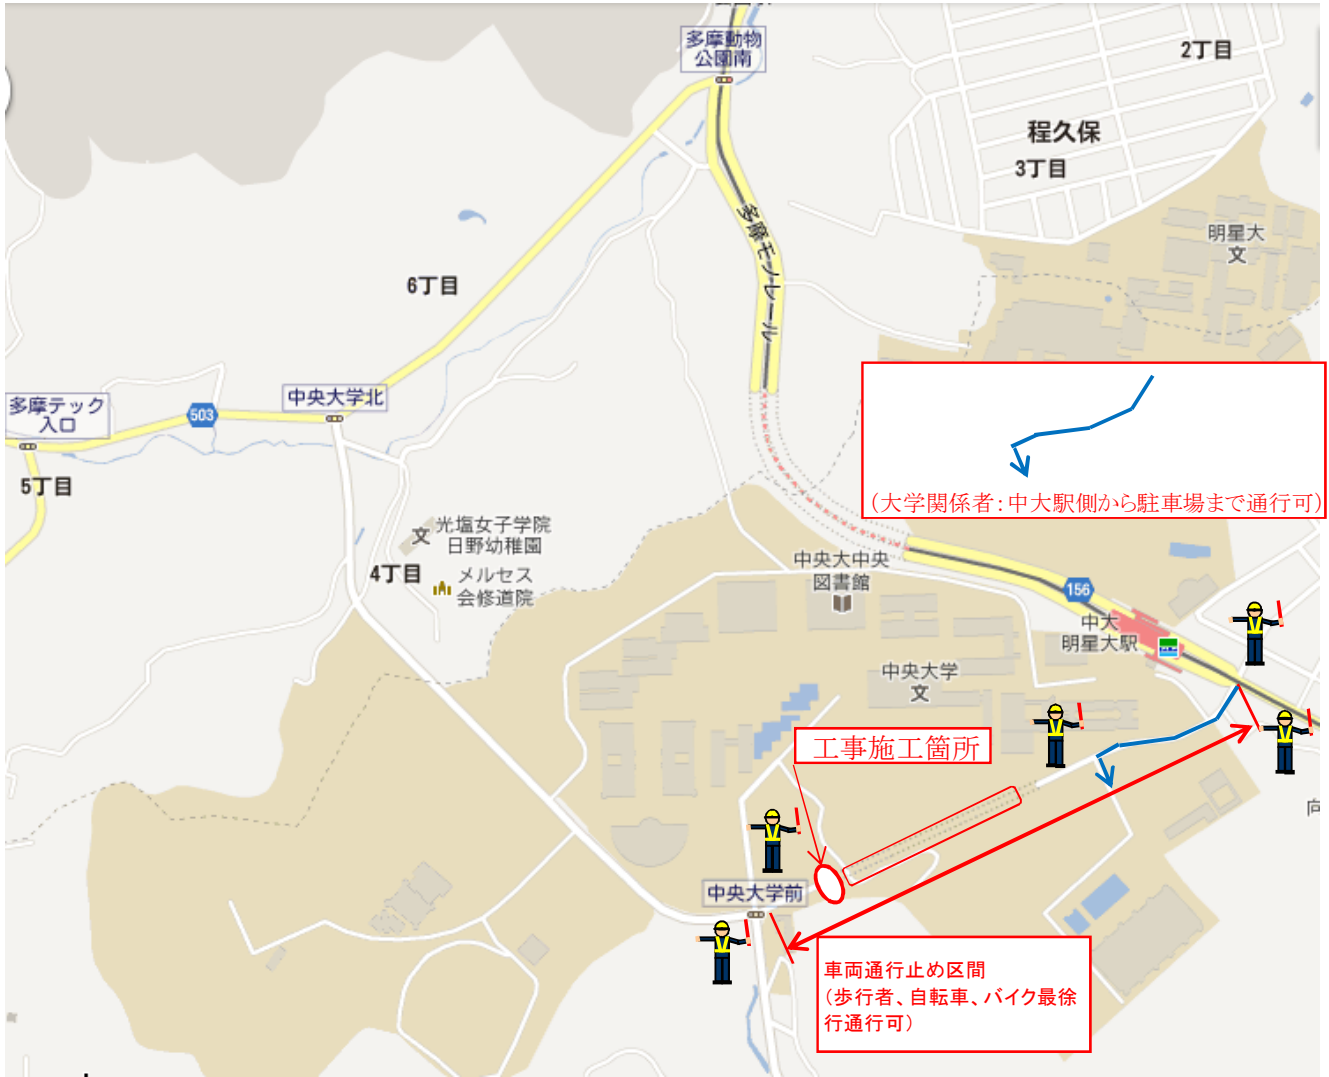 多摩動物
公園南
2丁目
程久保
3丁目
明星大
文
多摩モノレール
6丁目
中央大学北
多摩テック
入口
503
5丁目
(大学関係者:中大駅側から駐車場まで通行可)
文
光塩女子学院
日野幼稚園
4丁目
メルセス
会修道院
中央大中央
図書館
156
中大
明星大駅
中央大学
文
工事施工箇所
向
中央大学前
車両通行止め区間
(歩行者、自転車、バイク最徐
行通行可)